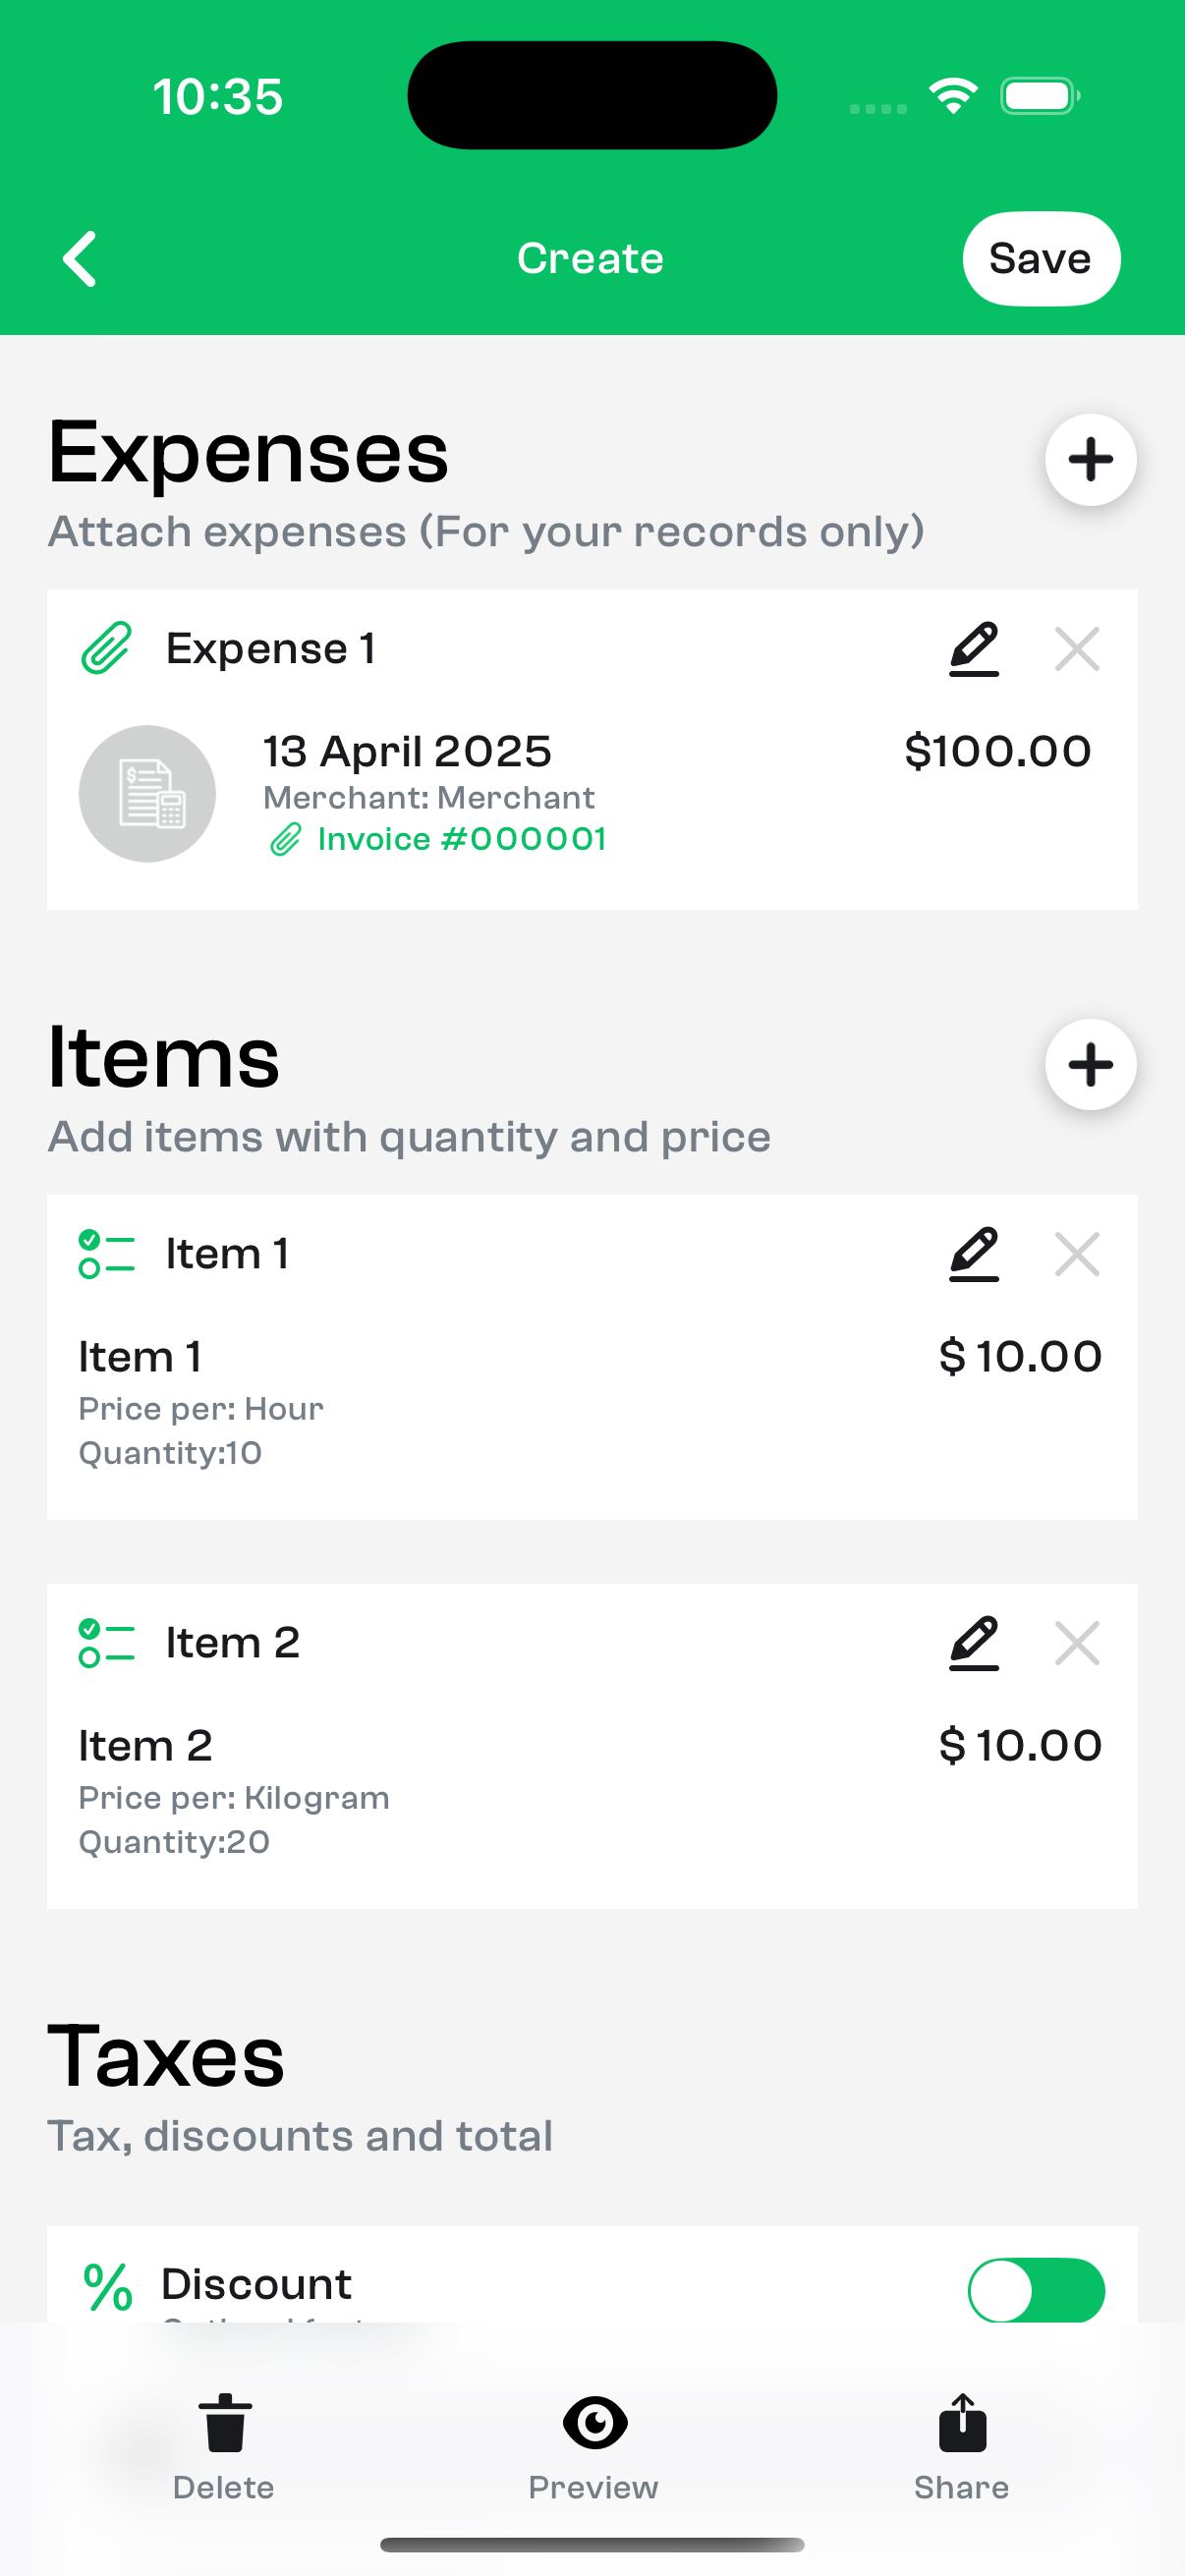 10:35
Create
Save
Expenses
Attach expenses (For your records only)
Expense 1
13 April 2025
$100.00
Merchant: Merchant
Invoice #000001
Items
Add items with quantity and price
Item 1
Item 1
$ 10.00
Price per: Hour
Quantity:10
Item 2
Item 2
$ 10.00
Price per: Kilogram
Quantity:20
Taxes
Tax, discounts and total
% Discount
Delete
Preview
Share